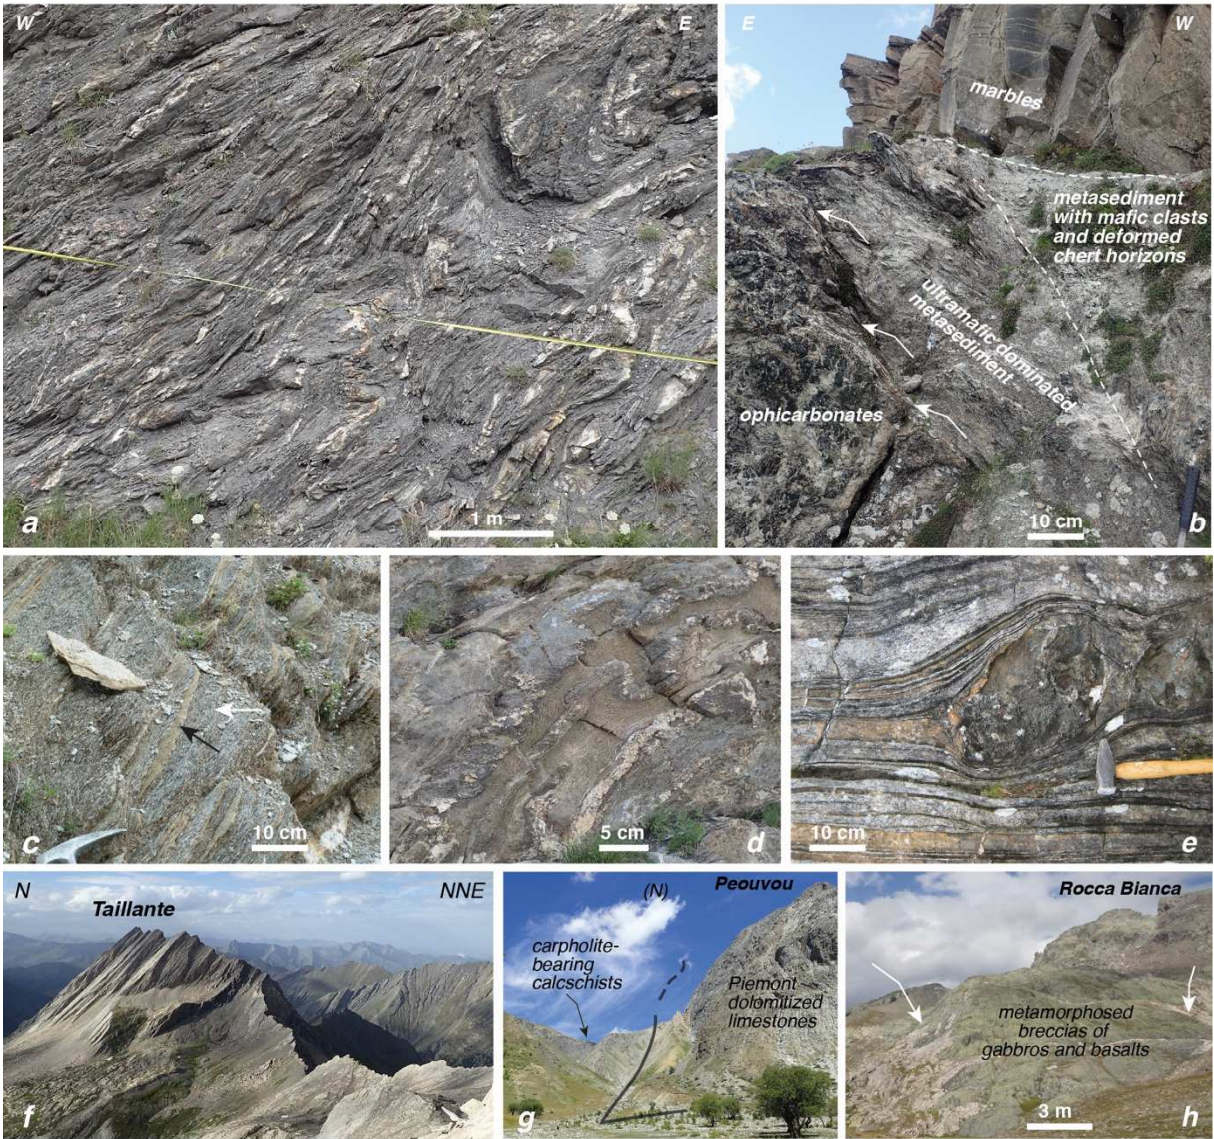 W
E
1 m
a
E
W
marbles
metasediment
with mafic clasts
and deformed
chert horizons
ultramafic dominated
metasediment
ophicarbonates
10 cm
b
10 cm
c
5 cm
d
10 cm
e
N
NNE
Taillante
f
(N)
Peouvou
carpholite-
bearing
calcschists
Piemont
dolomitized
limestones
g
Rocca Bianca
metamorphosed
breccias of
gabbros and basalts
3 m
h